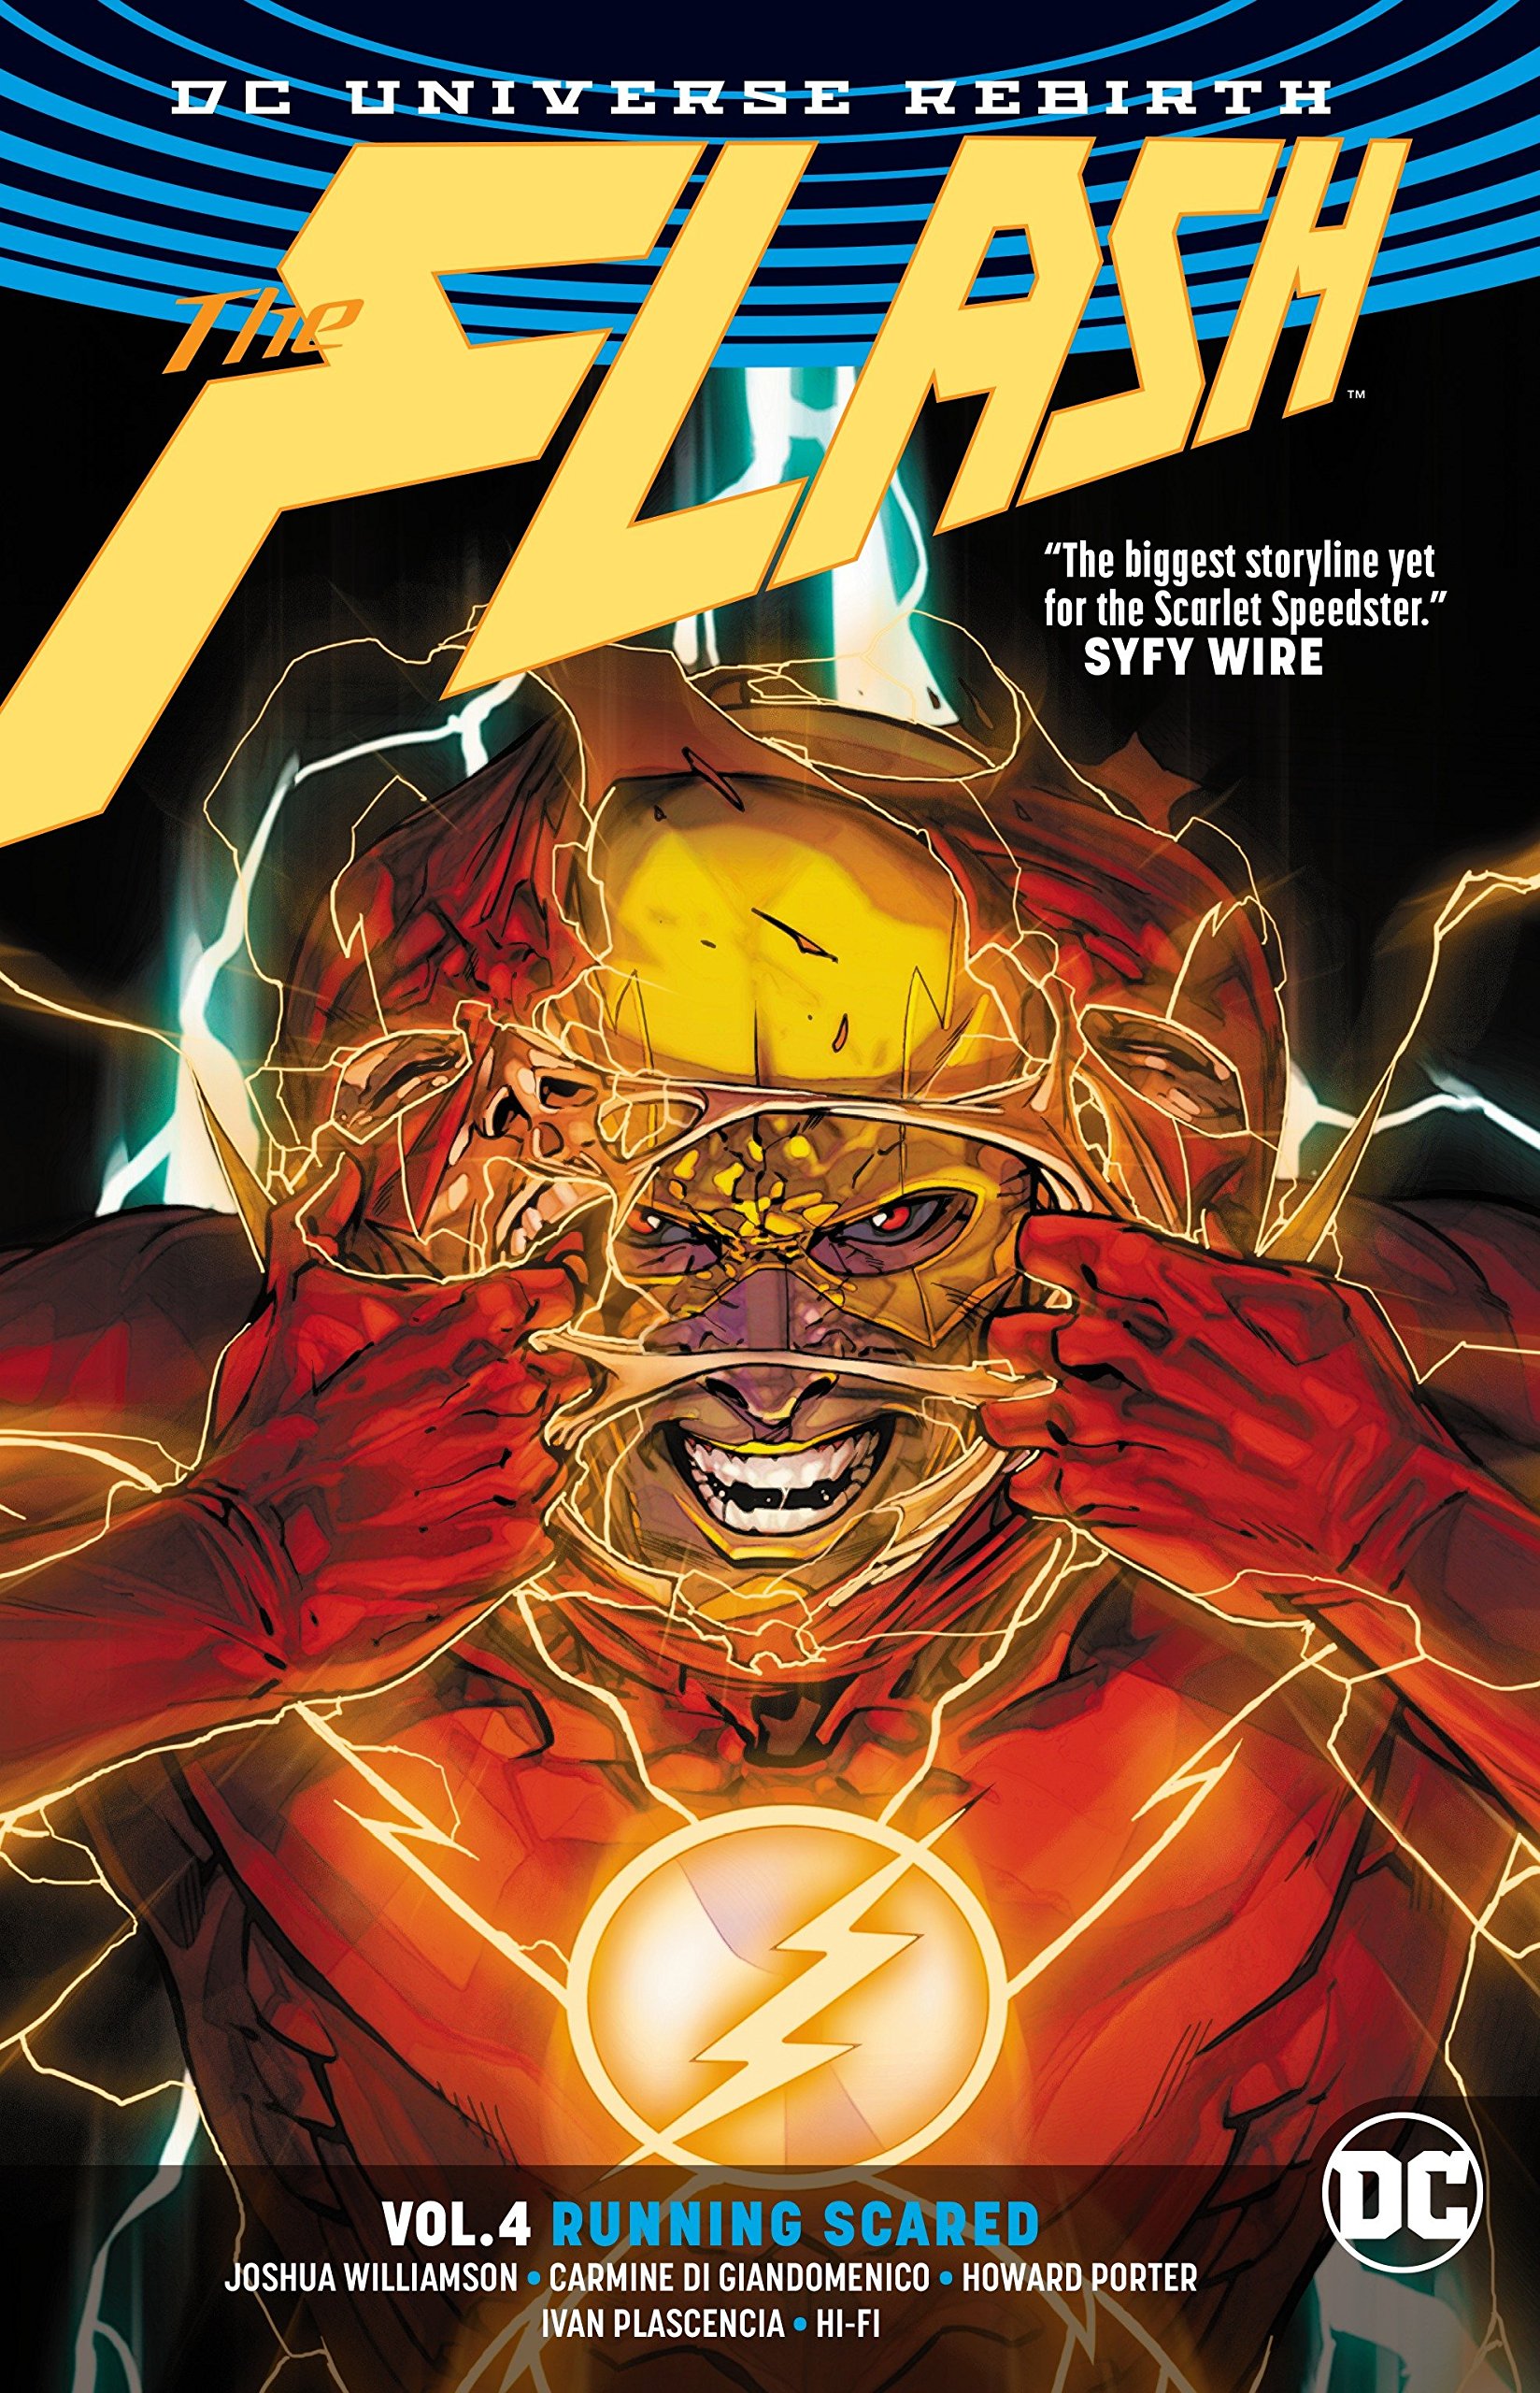 DC UNIVERSE REBIRTH
The FLASH ™
“The biggest storyline yet
for the Scarlet Speedster.”
SYFY WIRE
VOL.4 RUNNING SCARED
JOSHUA WILLIAMSON • CARMINE DI GIANDOMENICO • HOWARD PORTER
IVAN PLASCENCIA • HI-FI
DC